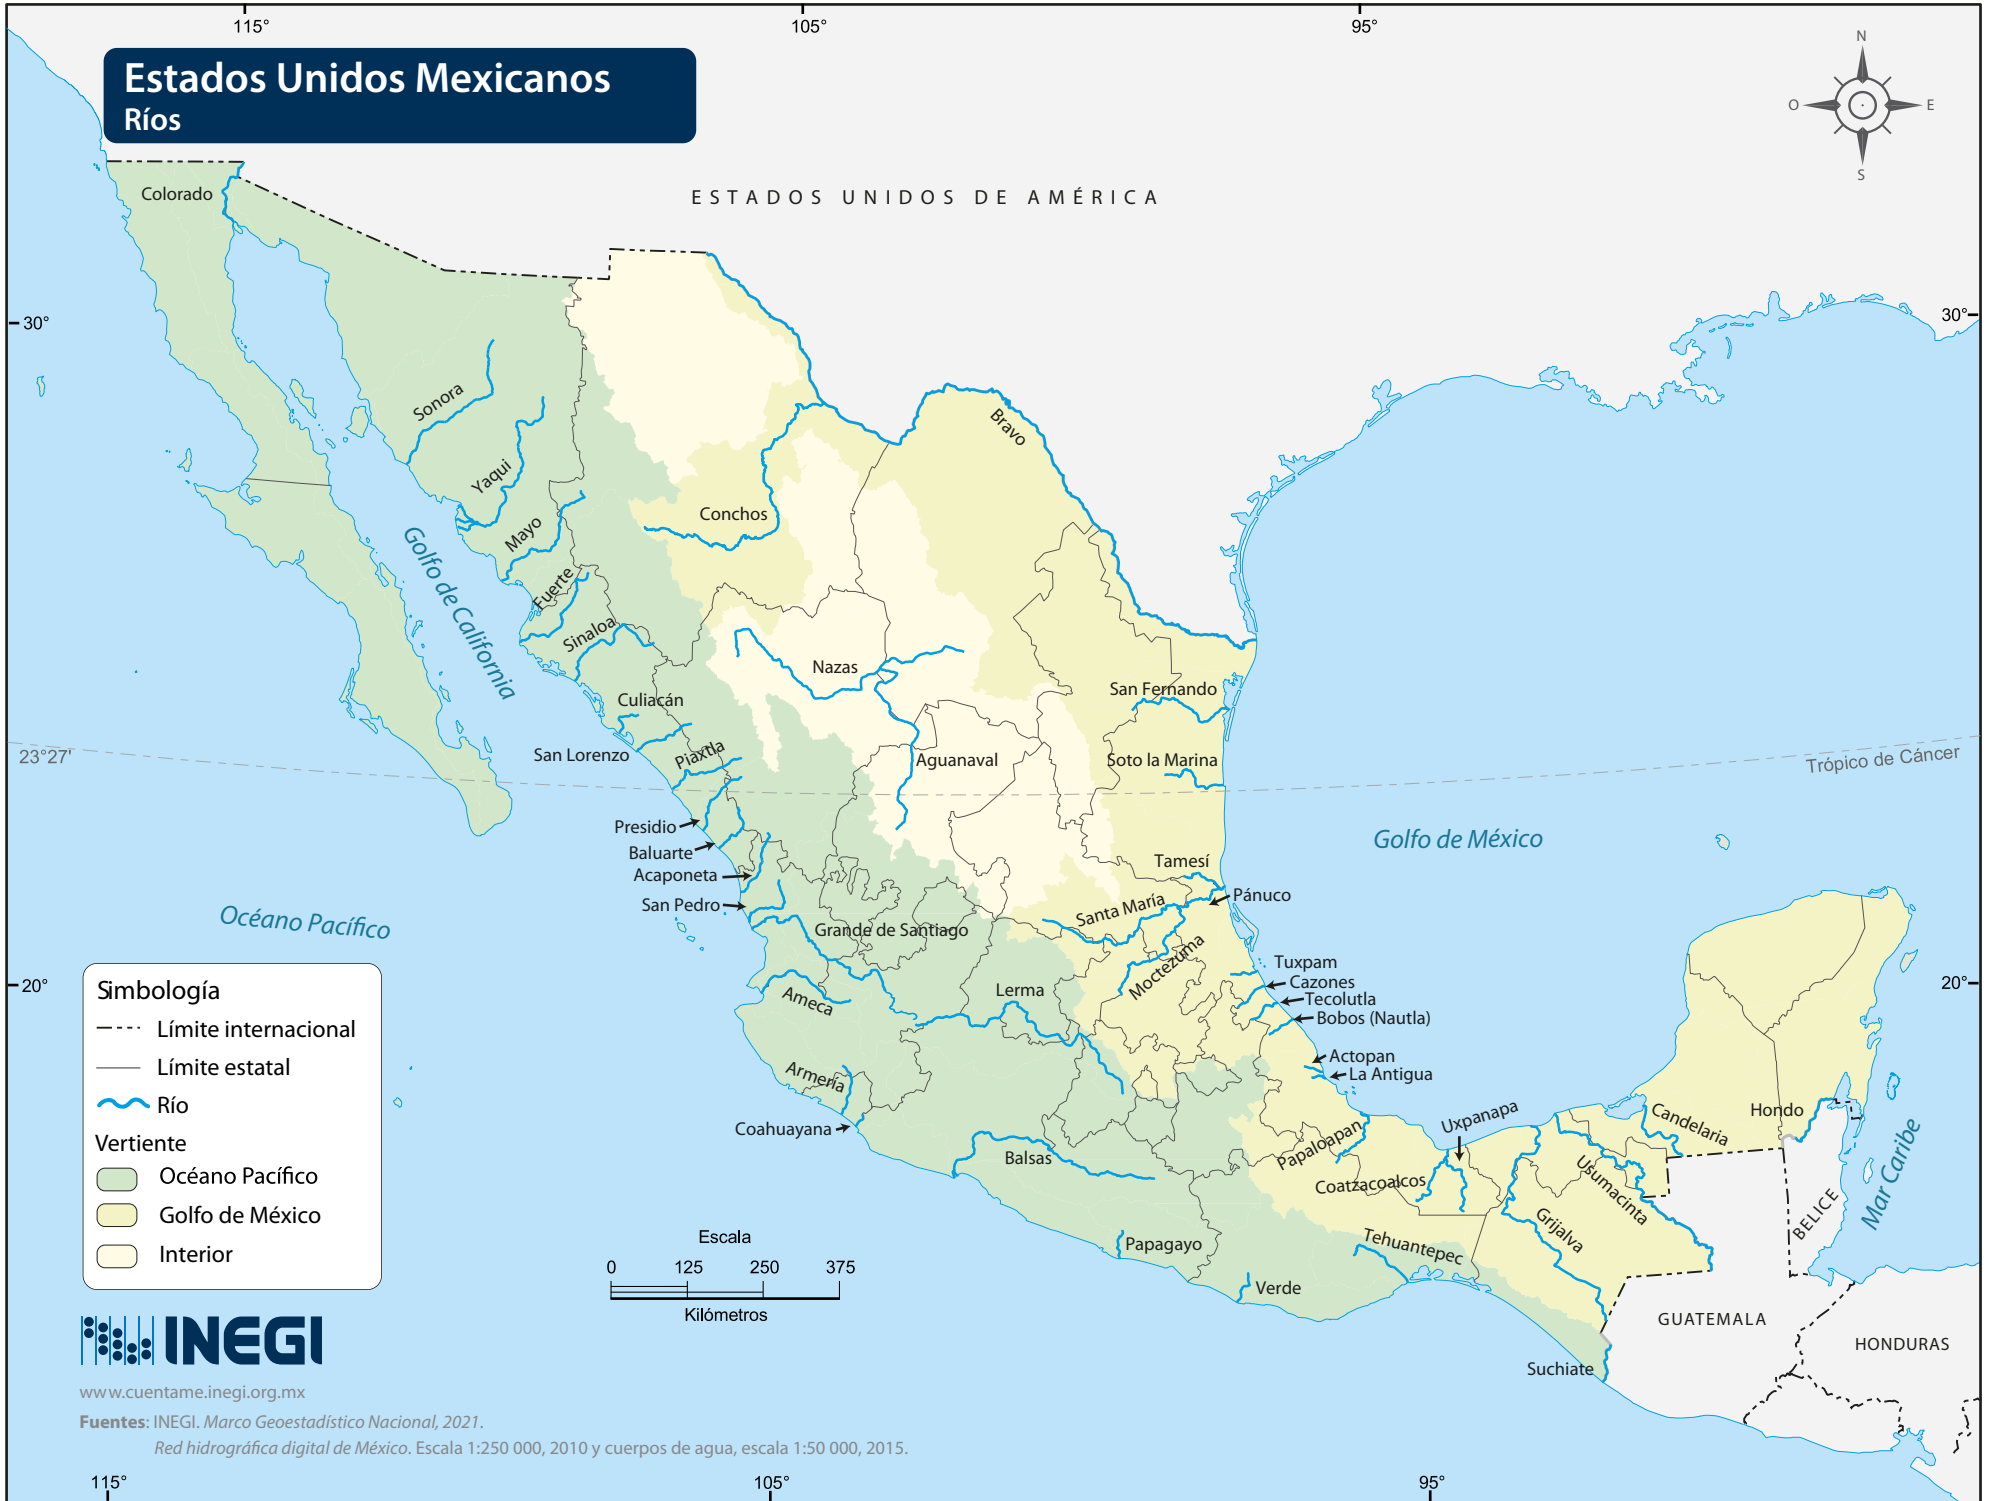 115°
105°
95°
Estados Unidos Mexicanos
Ríos
N
O
E
S
ESTADOS UNIDOS DE AMÉRICA
Colorado
30°
30°
Sonora
Bravo
Yaqui
Conchos
Mayo
Golfo de California
Fuerte
Sinaloa
Nazas
San Fernando
Culiacán
San Lorenzo
Piaxtla
Aguanaval
Soto la Marina
23°27'
Trópico de Cáncer
Presidio
Golfo de México
Baluarte
Tamesí
Acaponeta
Pánuco
San Pedro
Santa María
Océano Pacífico
Grande de Santiago
Moctezuma
Tuxpam
Cazones
20°
20°
Lerma
Ameca
Tecolutla
Bobos (Nautla)
Actopan
La Antigua
Armería
Coahuayana
Uxpanapa
Candelaria
Hondo
Papaloapan
Balsas
Coatzacoalcos
Usumacinta
Mar Caribe
BELICE
Grijalva
Papagayo
Tehuantepec
Verde
GUATEMALA
HONDURAS
Suchiate
Simbología
Límite internacional
Límite estatal
Río
Vertiente
Océano Pacífico
Golfo de México
Interior
Escala
0 125 250 375
Kilómetros
INEGI
www.cuentame.inegi.org.mx
Fuentes: INEGI. Marco Geoestadístico Nacional, 2021.
Red hidrográfica digital de México. Escala 1:250 000, 2010 y cuerpos de agua, escala 1:50 000, 2015.
115°
105°
95°